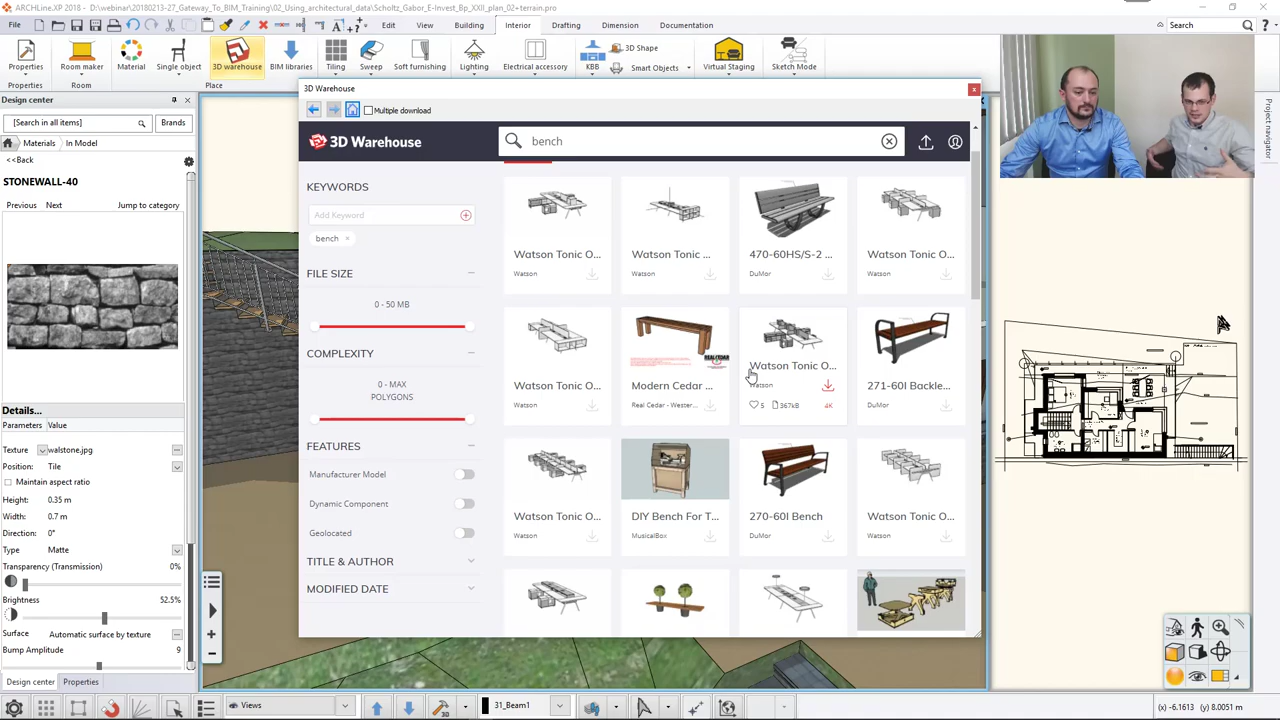 ARCHLine.XP 2018 D:\webinar\20180213-27_Gateway_To_BIM_Training\02_Using_architectural_data\Scholtz_Gabor_E-Invest_Bp_XXII_plan_02+terrain.pro
File
Edit View Building Interior Drafting Dimension Documentation
Search
Properties Room maker Material Single object 3D warehouse BIM libraries Tiling Sweep Soft furnishing Lighting Electrical accessory KBB 3D Shape Smart Objects Virtual Staging Sketch Mode
Properties Room Place
Design center
[Search in all items] Brands
Materials In Model
<<Back
STONEWALL-40
Previous Next Jump to category
Details...
Parameters Value
Texture walstone.jpg
Position: Tile
Maintain aspect ratio
Height: 0.35 m
Width: 0.7 m
Direction: 0°
Type Matte
Transparency (Transmission) 0%
Brightness 52.5%
Surface Automatic surface by texture
Bump Amplitude 9
Design center Properties
3D Warehouse
Multiple download
3D Warehouse
bench
KEYWORDS
Add Keyword
bench ×
FILE SIZE
0 - 50 MB
COMPLEXITY
0 - MAX
POLYGONS
FEATURES
Manufacturer Model
Dynamic Component
Geolocated
TITLE & AUTHOR
MODIFIED DATE
Watson Tonic O... Watson Tonic ... 470-60HS/S-2 ... Watson Tonic O...
Watson Watson DuMor Watson
Watson Tonic O... Modern Cedar ... Watson Tonic O... 271-60I Backle...
Watson Real Cedar - Wester... Watson DuMor
5 367kB 4K
REAL CEDAR
Watson Tonic O... DIY Bench For T... 270-60I Bench Watson Tonic O...
Watson MusicalBox DuMor Watson
Project navigator
Views
31_Beam1
(x) -6.1613 (y) 8.0051 m